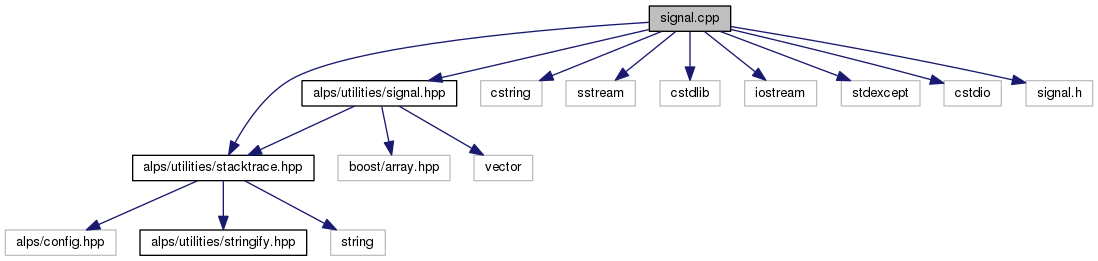 signal.cpp
alps/utilities/signal.hpp
cstring
sstream
cstdlib
iostream
stdexcept
cstdio
signal.h
alps/utilities/stacktrace.hpp
boost/array.hpp
vector
alps/config.hpp
alps/utilities/stringify.hpp
string